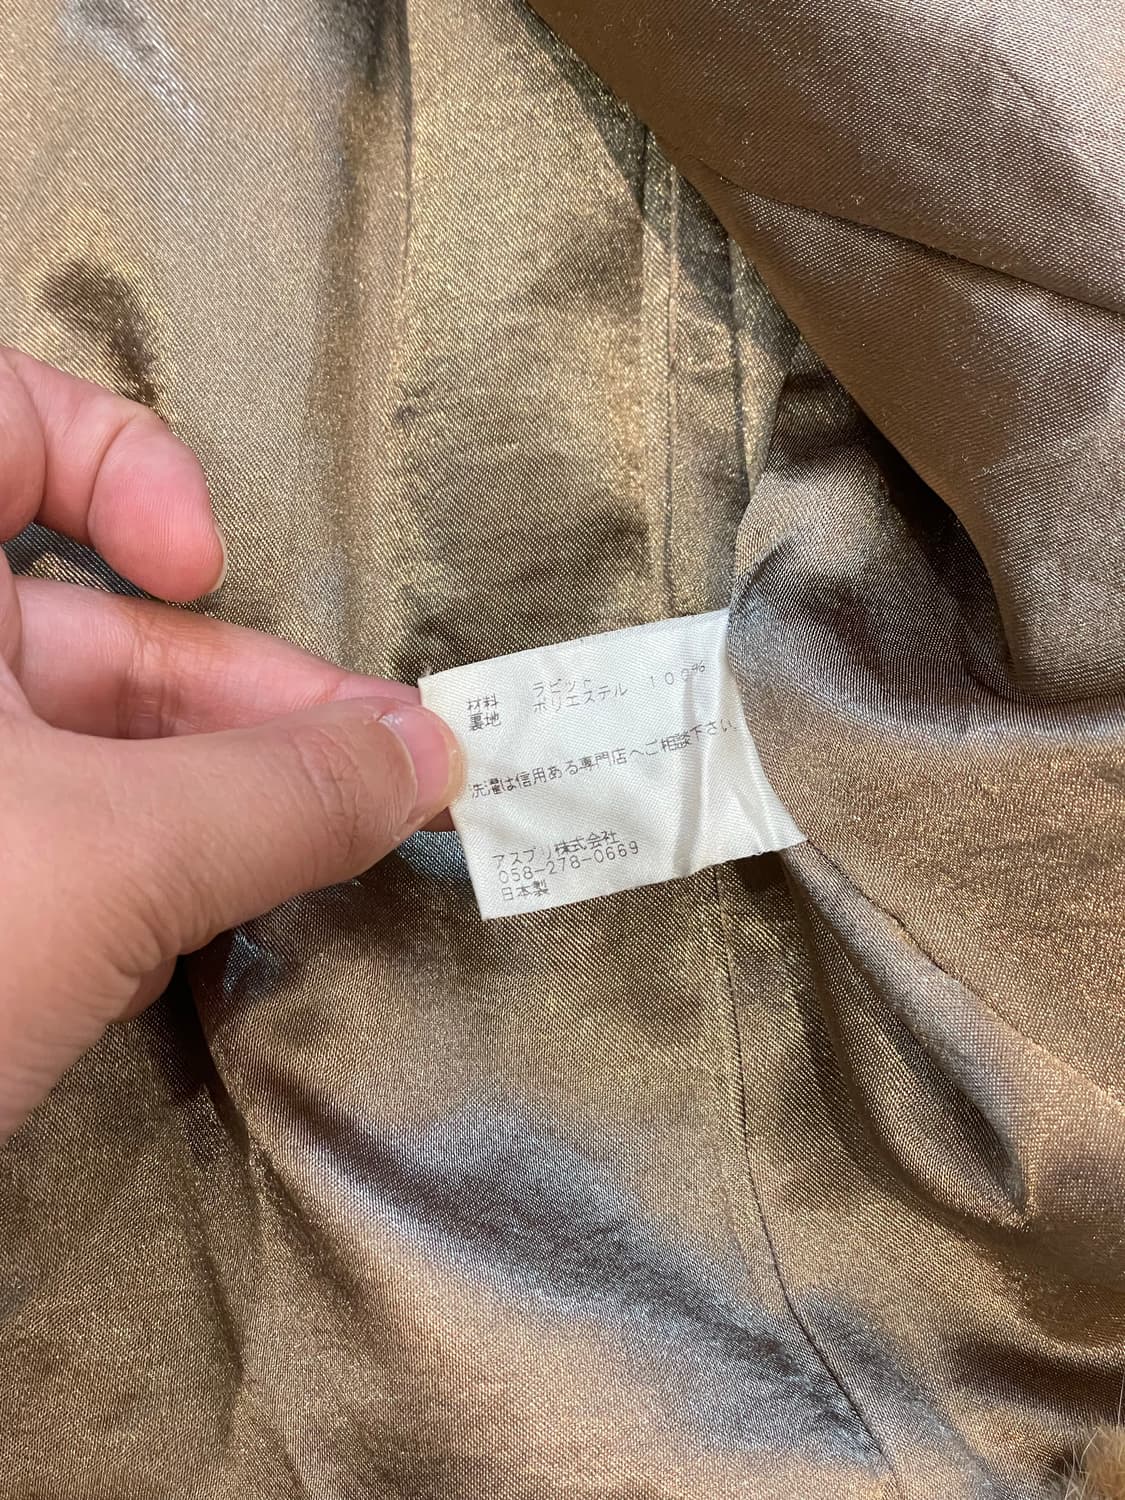 材料 ラビット
裏地 ポリエステル 100%
洗濯は信用ある専門店へご相談下さい。
アスプリ株式会社
058-278-0669
日本製